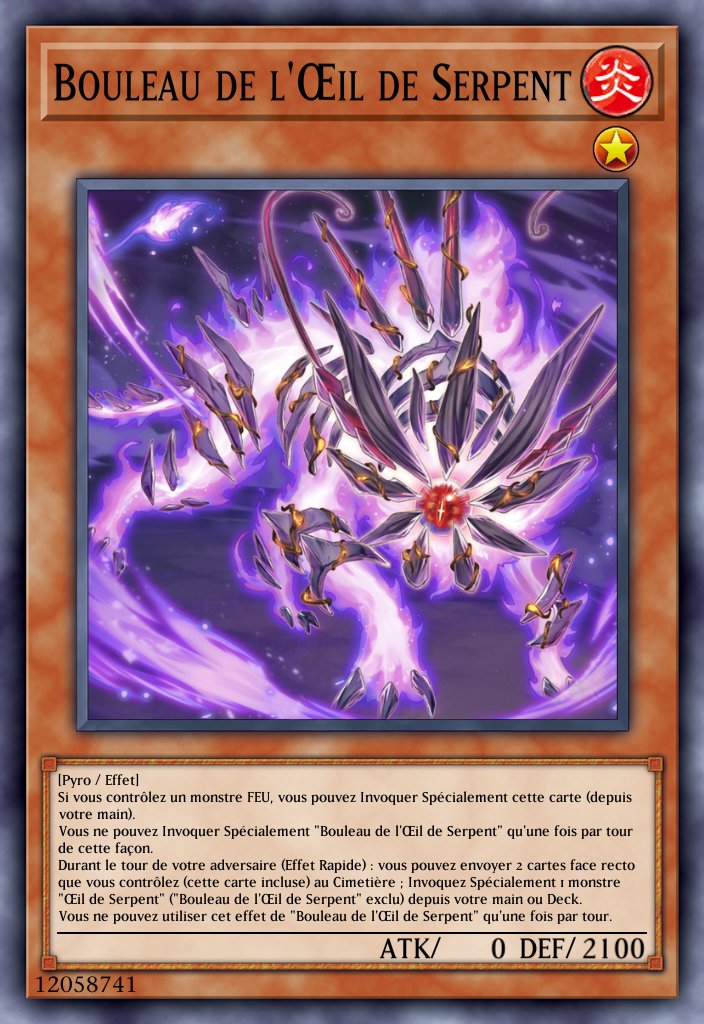 Bouleau de l'Œil de Serpent
炎
[Pyro / Effet]
Si vous contrôlez un monstre FEU, vous pouvez Invoquer Spécialement cette carte (depuis
votre main).
Vous ne pouvez Invoquer Spécialement "Bouleau de l'Œil de Serpent" qu'une fois par tour
de cette façon.
Durant le tour de votre adversaire (Effet Rapide) : vous pouvez envoyer 2 cartes face recto
que vous contrôlez (cette carte incluse) au Cimetière ; Invoquez Spécialement 1 monstre
"Œil de Serpent" ("Bouleau de l'Œil de Serpent" exclu) depuis votre main ou Deck.
Vous ne pouvez utiliser cet effet de "Bouleau de l'Œil de Serpent" qu'une fois par tour.
ATK/ 0 DEF/ 2100
12058741